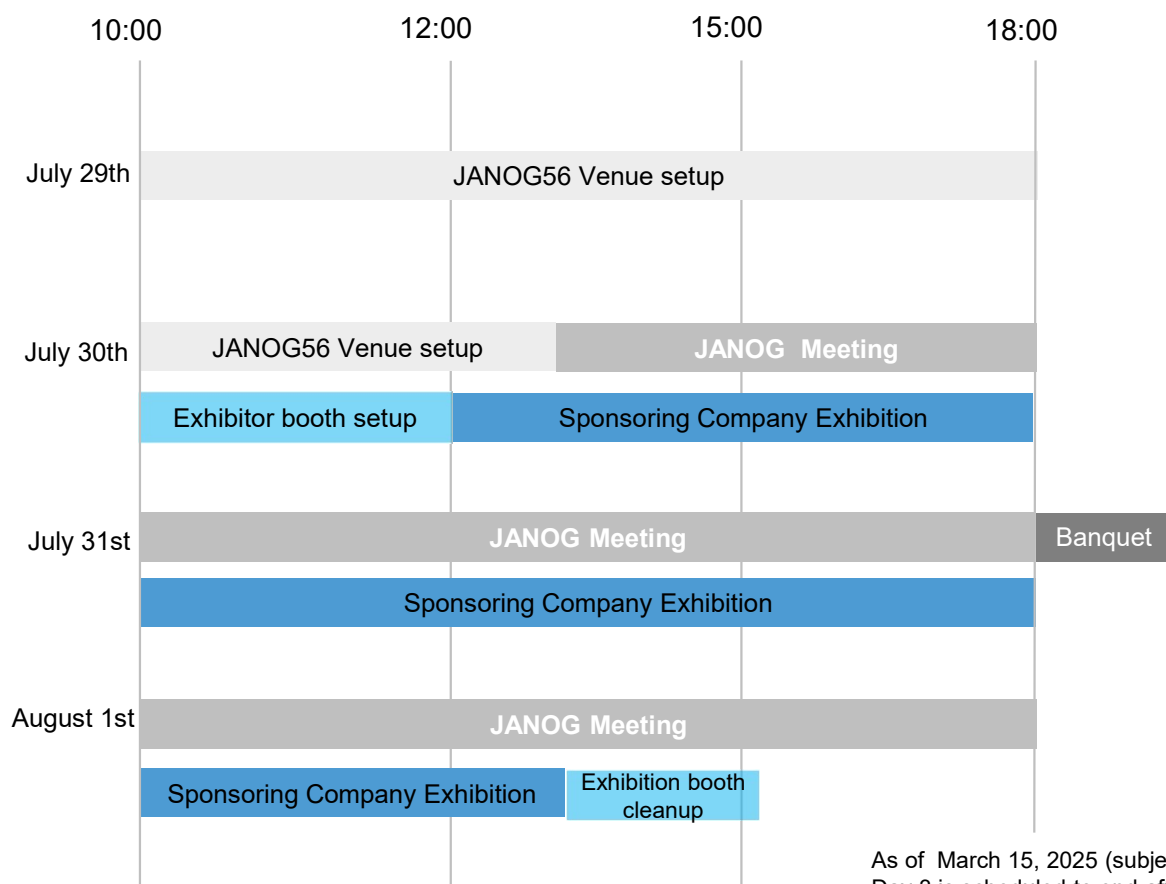 10:00 12:00 15:00 18:00
July 29th
JANOG56 Venue setup
July 30th
JANOG56 Venue setup
JANOG Meeting
Exhibitor booth setup
Sponsoring Company Exhibition
July 31st
JANOG Meeting
Banquet
Sponsoring Company Exhibition
August 1st
JANOG Meeting
Sponsoring Company Exhibition
Exhibition booth
cleanup
As of March 15, 2025